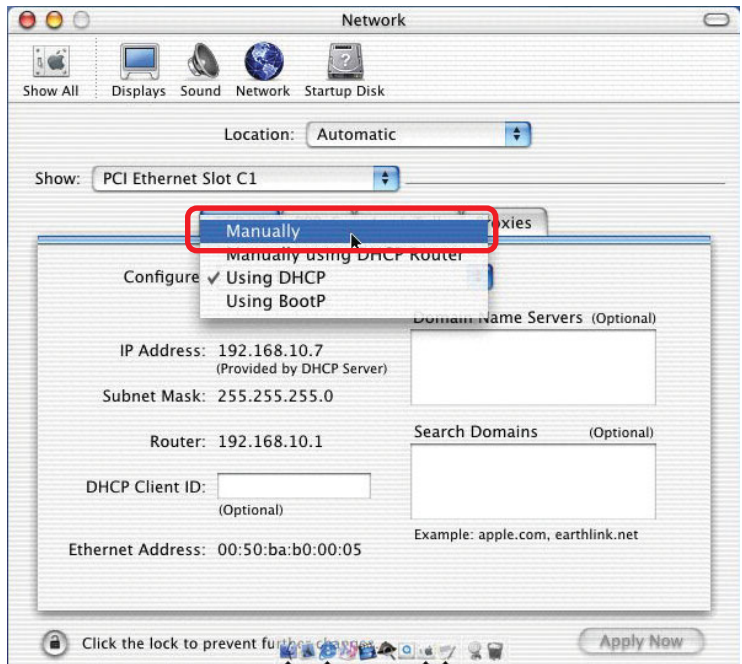 Network
Show All Displays Sound Network Startup Disk
Location: Automatic
Show: PCI Ethernet Slot C1
Manually
Manually using DHCP Router
Configure
✓ Using DHCP
Using BootP
Domain Name Servers (Optional)
IP Address: 192.168.10.7
(Provided by DHCP Server)
Subnet Mask: 255.255.255.0
Router: 192.168.10.1
Search Domains (Optional)
DHCP Client ID:
(Optional)
Example: apple.com, earthlink.net
Ethernet Address: 00:50:ba:b0:00:05
Click the lock to prevent further changes.
Apply Now